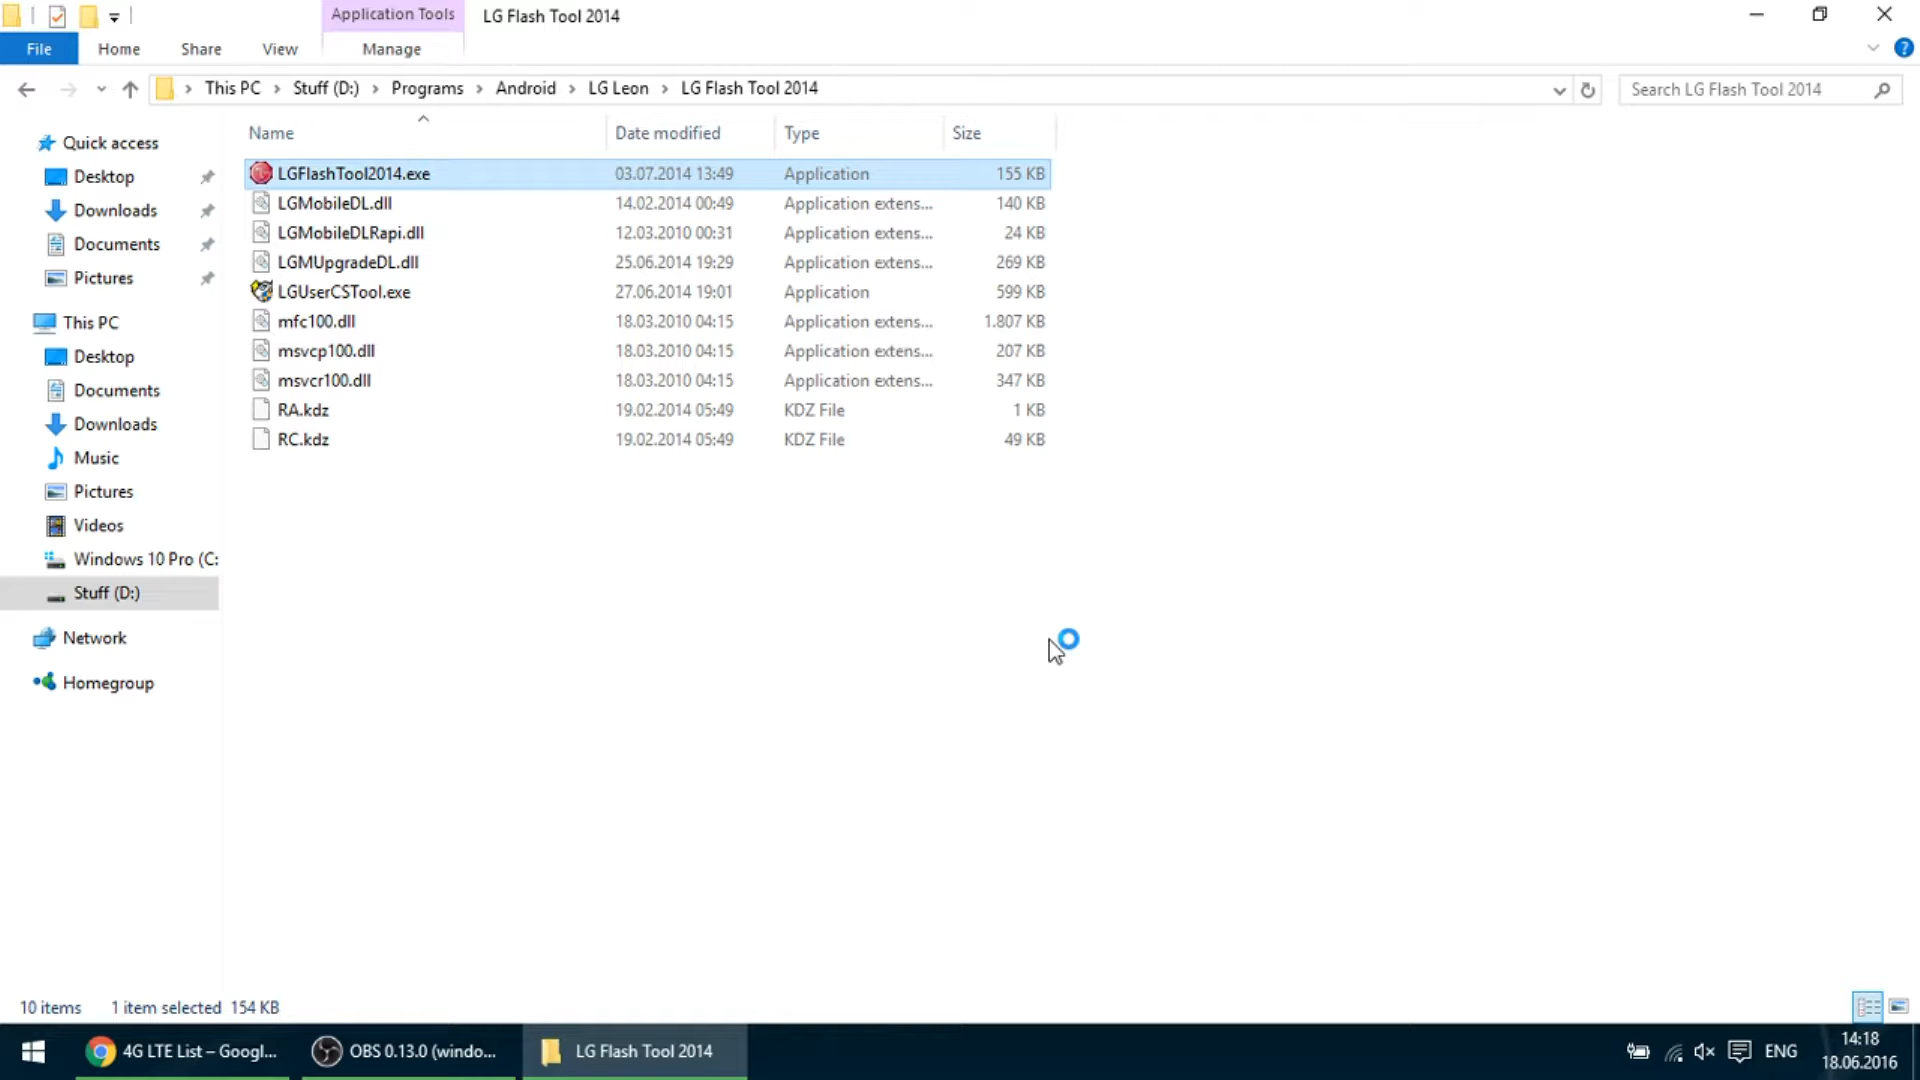 Application Tools
LG Flash Tool 2014
File
Home
Share
View
Manage
This PC
Stuff (D:)
Programs
Android
LG Leon
LG Flash Tool 2014
Search LG Flash Tool 2014
Name
Date modified
Type
Size
LGFlashTool2014.exe 03.07.2014 13:49 Application 155 KB
LGMobileDL.dll 14.02.2014 00:49 Application extens... 140 KB
LGMobileDLRapi.dll 12.03.2010 00:31 Application extens... 24 KB
LGMUpgradeDL.dll 25.06.2014 19:29 Application extens... 269 KB
LGUserCSTool.exe 27.06.2014 19:01 Application 599 KB
mfc100.dll 18.03.2010 04:15 Application extens... 1.807 KB
msvcp100.dll 18.03.2010 04:15 Application extens... 207 KB
msvcr100.dll 18.03.2010 04:15 Application extens... 347 KB
RA.kdz 19.02.2014 05:49 KDZ File 1 KB
RC.kdz 19.02.2014 05:49 KDZ File 49 KB
Quick access
Desktop
Downloads
Documents
Pictures
This PC
Desktop
Documents
Downloads
Music
Pictures
Videos
Windows 10 Pro (C:
Stuff (D:)
Network
Homegroup
10 items 1 item selected 154 KB
4G LTE List – Googl...
OBS 0.13.0 (windo...
LG Flash Tool 2014
ENG
14:18
18.06.2016